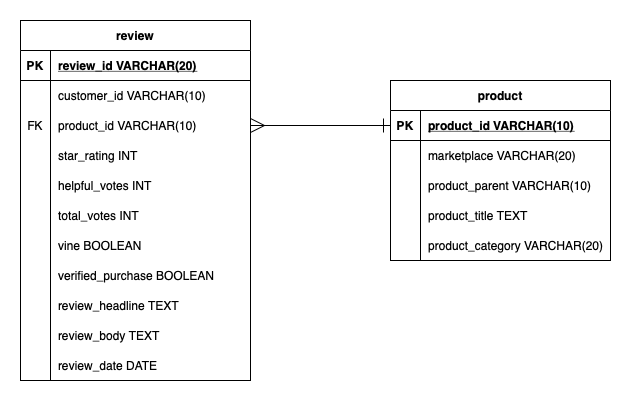 review
PK review_id VARCHAR(20)
customer_id VARCHAR(10)
FK product_id VARCHAR(10)
star_rating INT
helpful_votes INT
total_votes INT
vine BOOLEAN
verified_purchase BOOLEAN
review_headline TEXT
review_body TEXT
review_date DATE
product
PK product_id VARCHAR(10)
marketplace VARCHAR(20)
product_parent VARCHAR(10)
product_title TEXT
product_category VARCHAR(20)